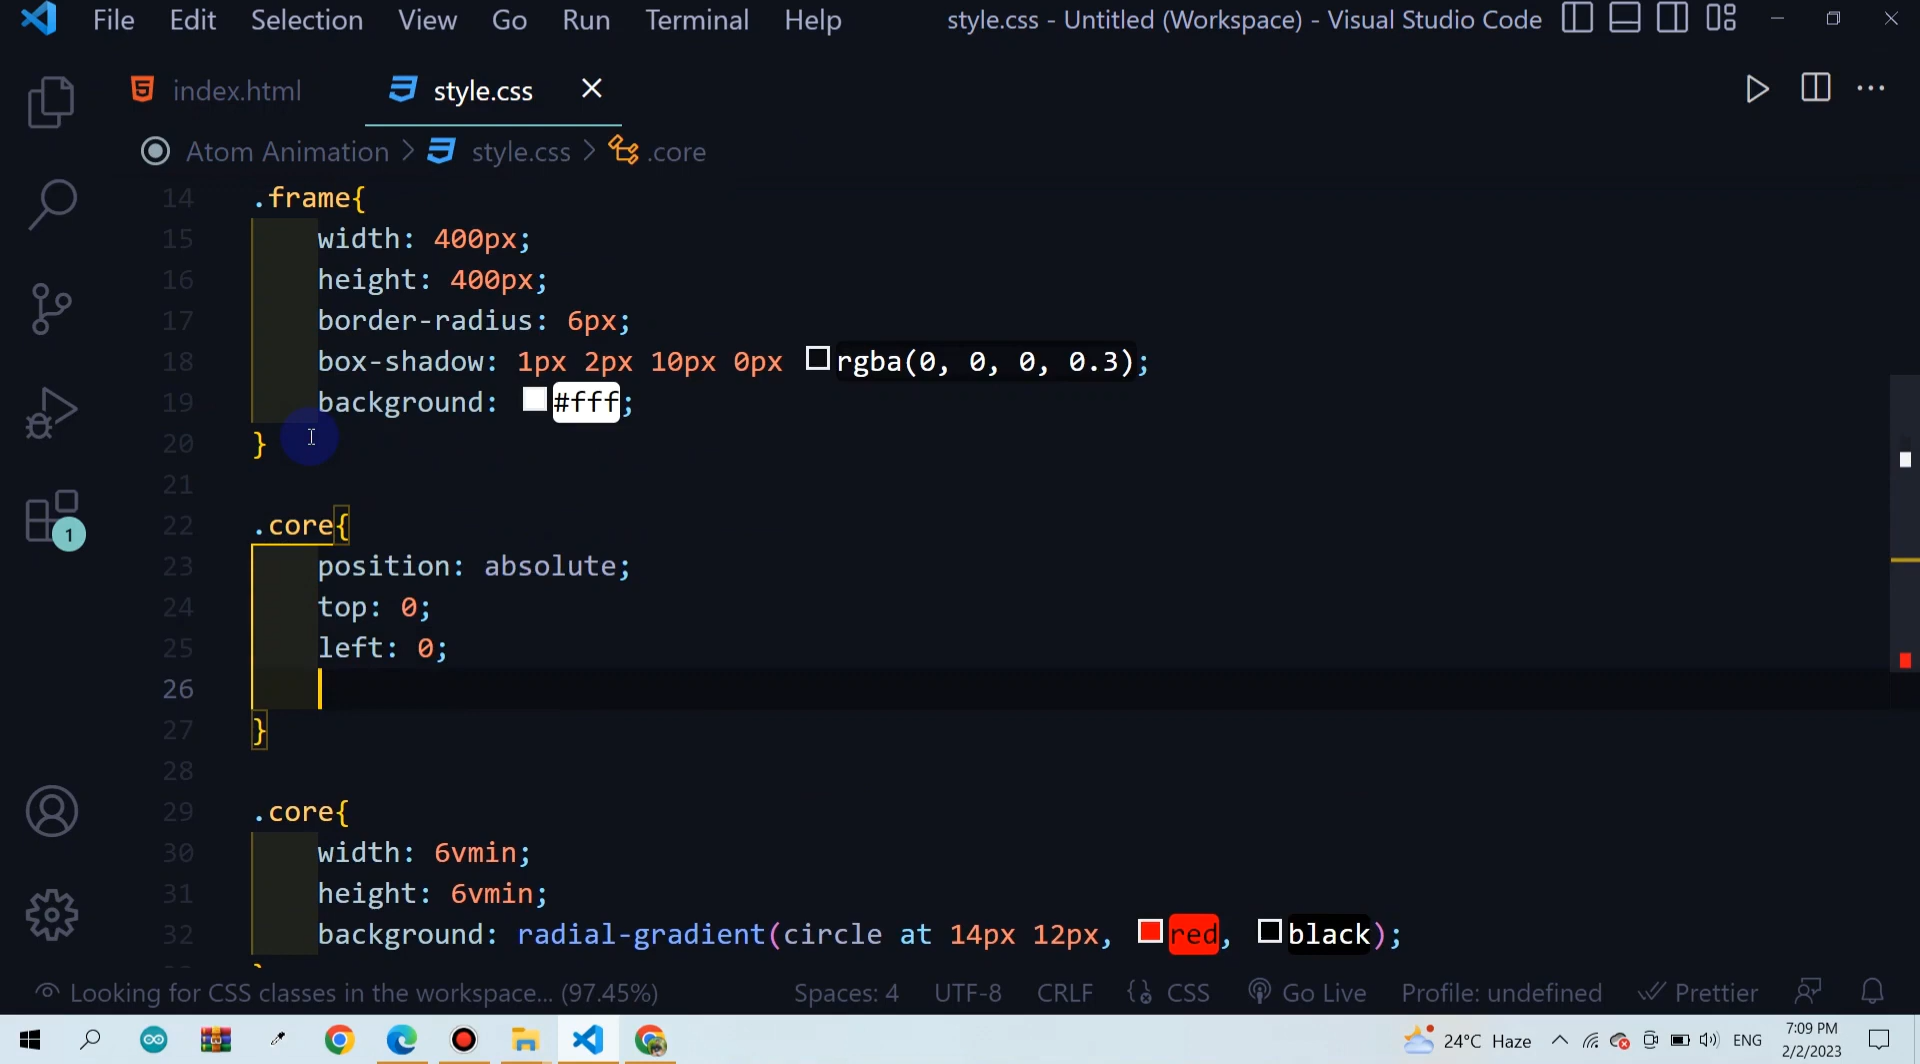 File Edit Selection View Go Run Terminal Help style.css - Untitled (Workspace) - Visual Studio Code
index.html style.css
Atom Animation > style.css > .core
14 .frame{
15 width: 400px;
16 height: 400px;
17 border-radius: 6px;
18 box-shadow: 1px 2px 10px 0px rgba(0, 0, 0, 0.3);
19 background: #fff;
20 }
21
22 .core{
23 position: absolute;
24 top: 0;
25 left: 0;
26
27 }
28
29 .core{
30 width: 6vmin;
31 height: 6vmin;
32 background: radial-gradient(circle at 14px 12px, red, black);
1
Looking for CSS classes in the workspace... (97.45%) Spaces: 4 UTF-8 CRLF {} CSS Go Live Profile: undefined Prettier
24°C Haze ENG 7:09 PM
2/2/2023